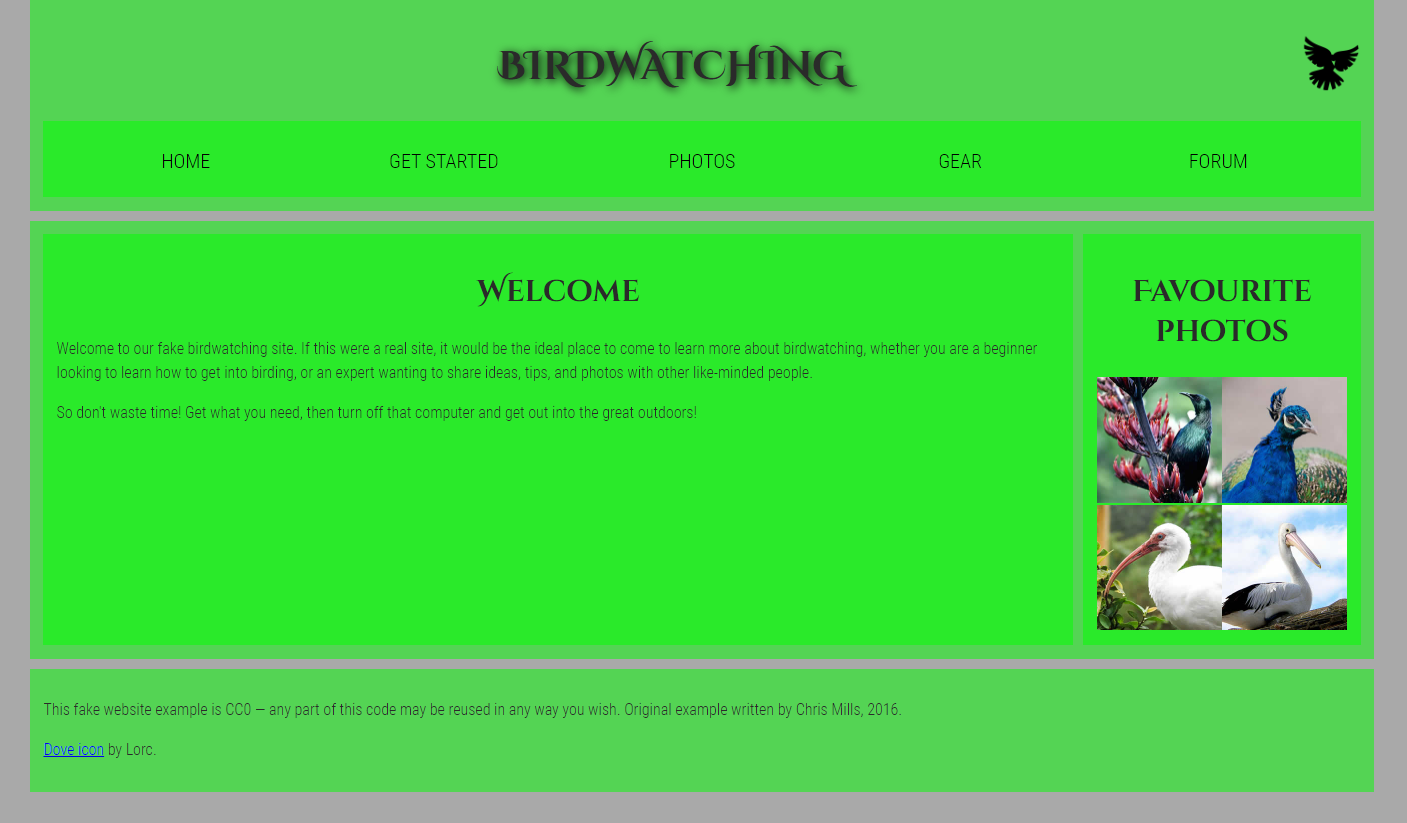 BIRDWATCHING
HOME
GET STARTED
PHOTOS
GEAR
FORUM
Welcome
Welcome to our fake birdwatching site. If this were a real site, it would be the ideal place to come to learn more about birdwatching, whether you are a beginner
looking to learn how to get into birding, or an expert wanting to share ideas, tips, and photos with other like-minded people.
So don't waste time! Get what you need, then turn off that computer and get out into the great outdoors!
Favourite
photos
This fake website example is CC0 — any part of this code may be reused in any way you wish. Original example written by Chris Mills, 2016.
Dove icon by Lorc.